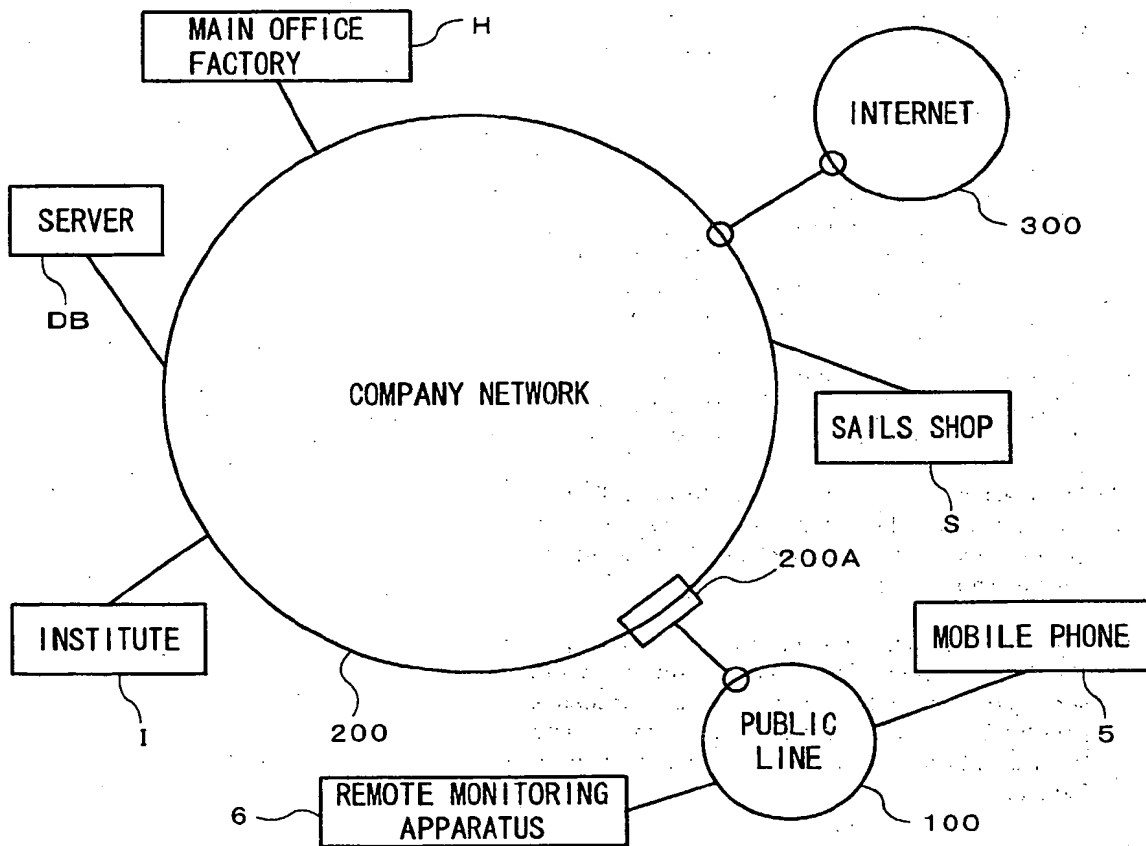 MAIN OFFICE
FACTORY
H
INTERNET
300
SERVER
DB
COMPANY NETWORK
SAILS SHOP
S
200A
INSTITUTE
I
200
MOBILE PHONE
5
PUBLIC
LINE
100
6
REMOTE MONITORING
APPARATUS